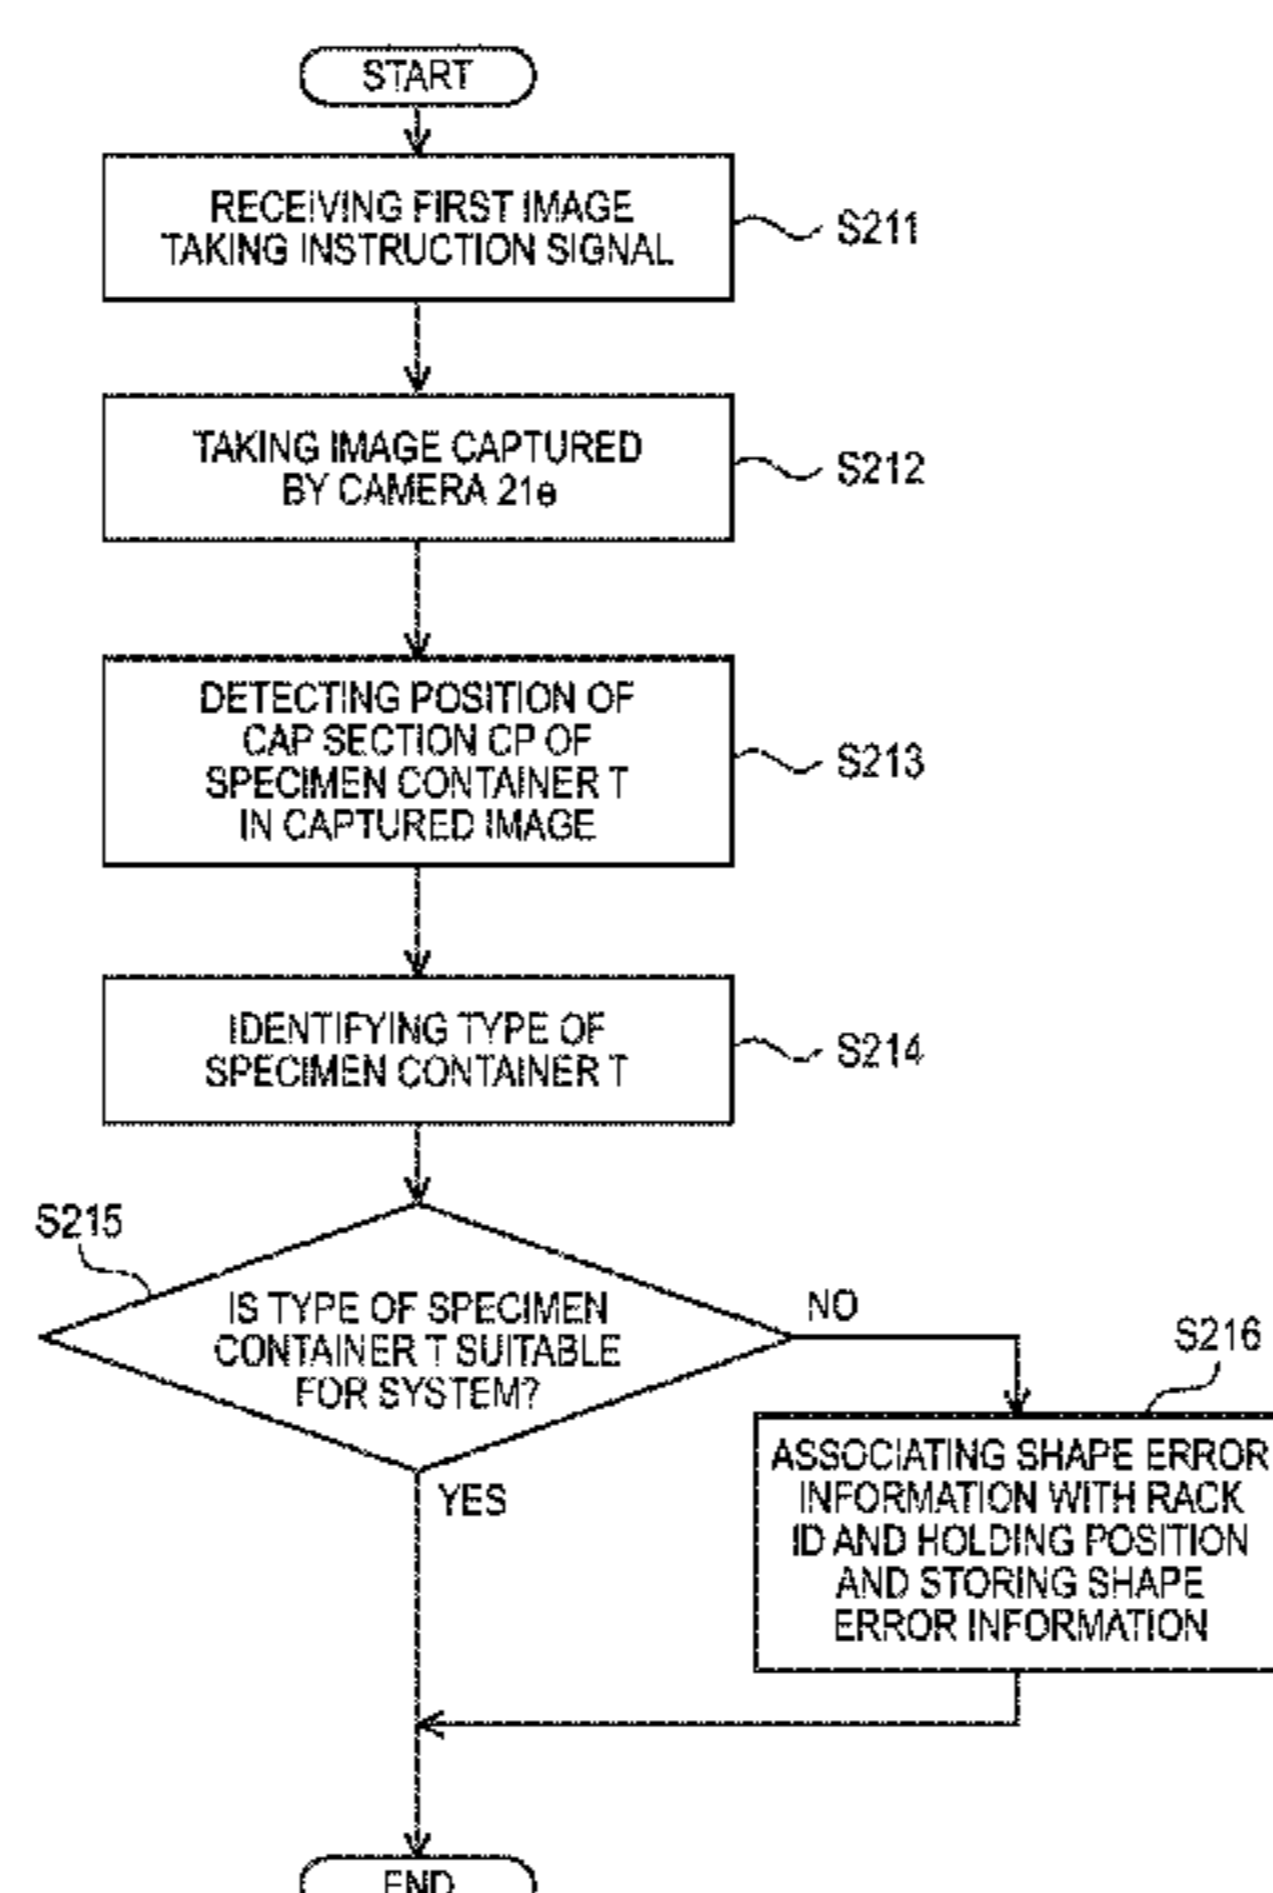 START
RECEIVING FIRST IMAGE
TAKING INSTRUCTION SIGNAL
S211
TAKING IMAGE CAPTURED
BY CAMERA 21e
S212
DETECTING POSITION OF
CAP SECTION CP OF
SPECIMEN CONTAINER T
IN CAPTURED IMAGE
S213
IDENTIFYING TYPE OF
SPECIMEN CONTAINER T
S214
S215
IS TYPE OF SPECIMEN
CONTAINER T SUITABLE
FOR SYSTEM?
NO
YES
S216
ASSOCIATING SHAPE ERROR
INFORMATION WITH RACK
ID AND HOLDING POSITION
AND STORING SHAPE
ERROR INFORMATION
END